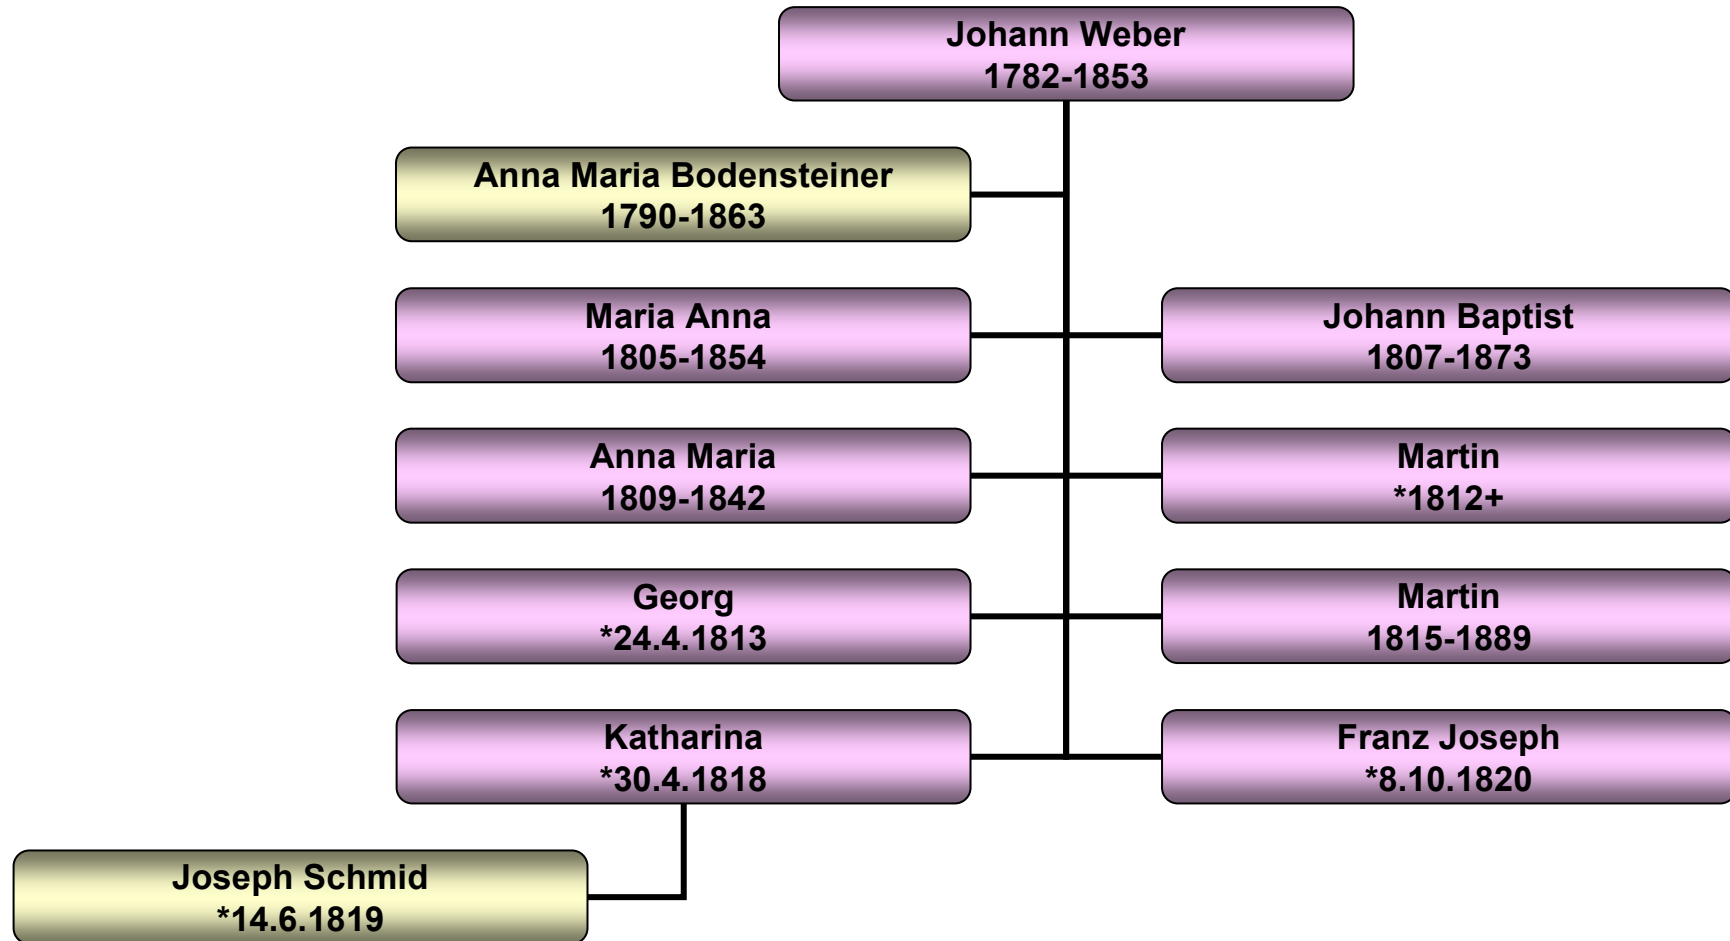 Johann Weber
1782-1853
Anna Maria Bodensteiner
1790-1863
Maria Anna
1805-1854
Johann Baptist
1807-1873
Anna Maria
1809-1842
Martin
*1812+
Georg
*24.4.1813
Martin
1815-1889
Katharina
*30.4.1818
Franz Joseph
*8.10.1820
Joseph Schmid
*14.6.1819